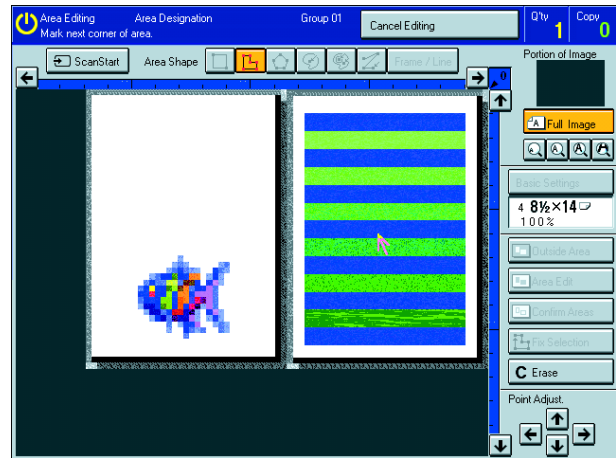 Area Editing Area Designation Group 01
Mark next corner of area.
Cancel Editing
Q'ty
1
Copy
0
ScanStart
Area Shape
Frame / Line
0
Portion of Image
A Full Image
A A A
Basic Settings
4 8½×14
100%
Outside Area
Area Edit
Confirm Areas
Fix Selection
C Erase
Point Adjust.